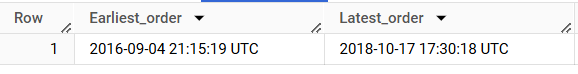 Row Earliest_order Latest_order
1 2016-09-04 21:15:19 UTC 2018-10-17 17:30:18 UTC